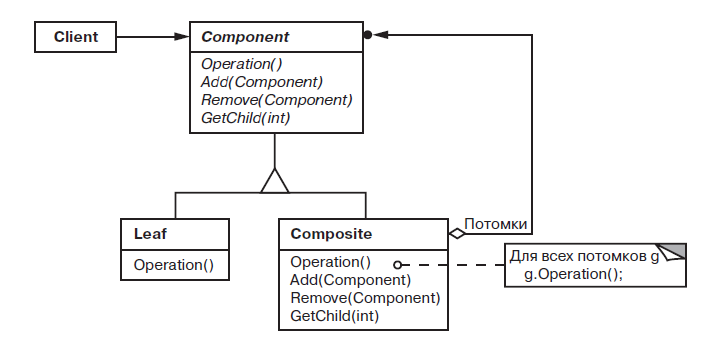 Client
Component
Operation()
Add(Component)
Remove(Component)
GetChild(int)
Leaf
Operation()
Composite
Operation()
Add(Component)
Remove(Component)
GetChild(int)
Потомки
Для всех потомков g
g.Operation();